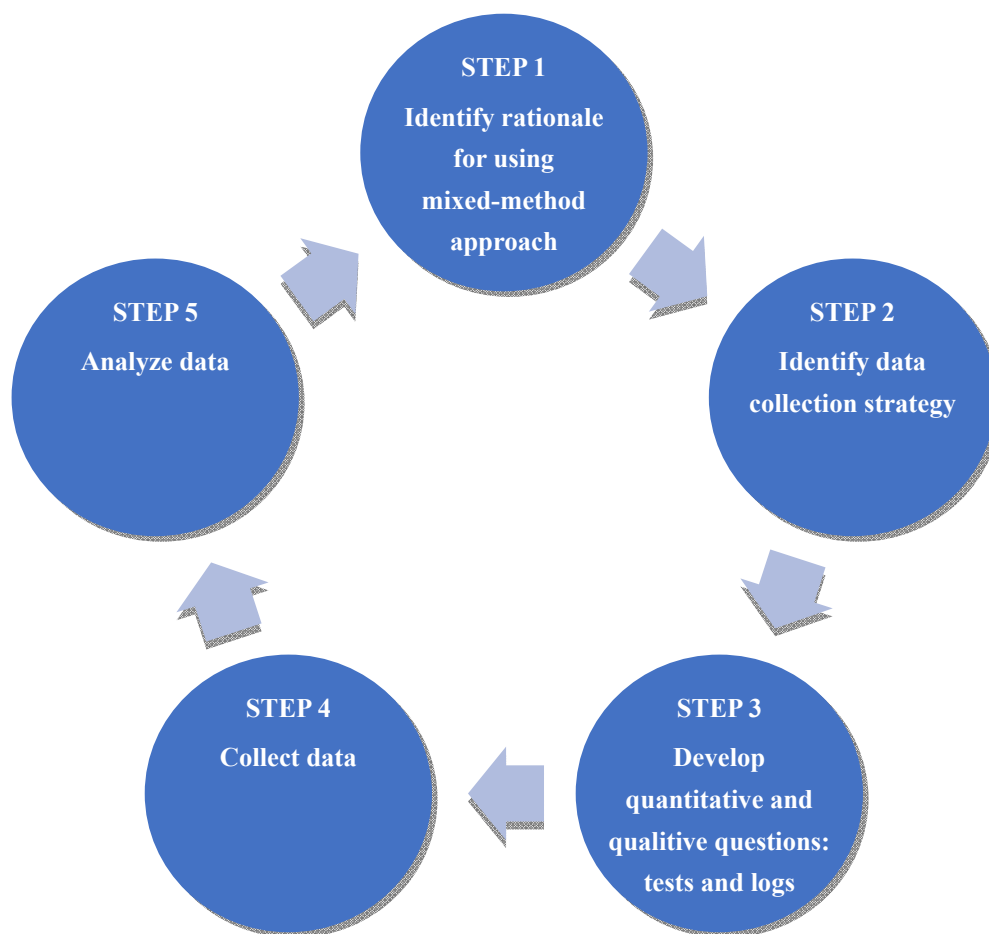 STEP 1
Identify rationale
for using
mixed-method
approach
STEP 2
Identify data
collection strategy
STEP 3
Develop
quantitative and
qualitive questions:
tests and logs
STEP 4
Collect data
STEP 5
Analyze data